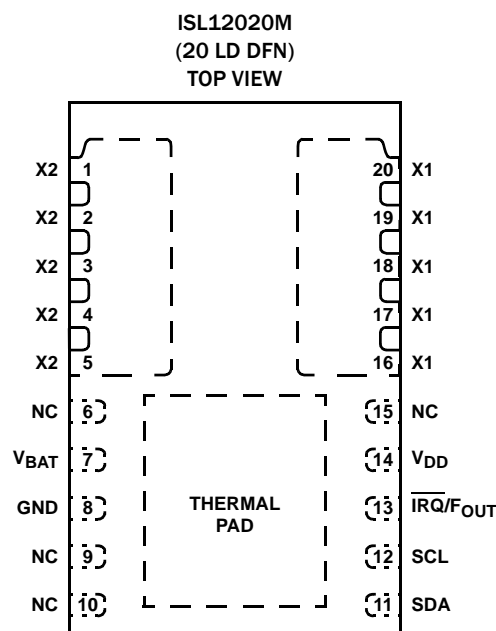 ISL12020M
(20 LD DFN)
TOP VIEW
X2 1 20 X1
X2 2 19 X1
X2 3 18 X1
X2 4 17 X1
X2 5 16 X1
NC 6 15 NC
VBAT 7 14 VDD
GND 8 THERMAL PAD 13 IRQ/FOUT
NC 9 12 SCL
NC 10 11 SDA